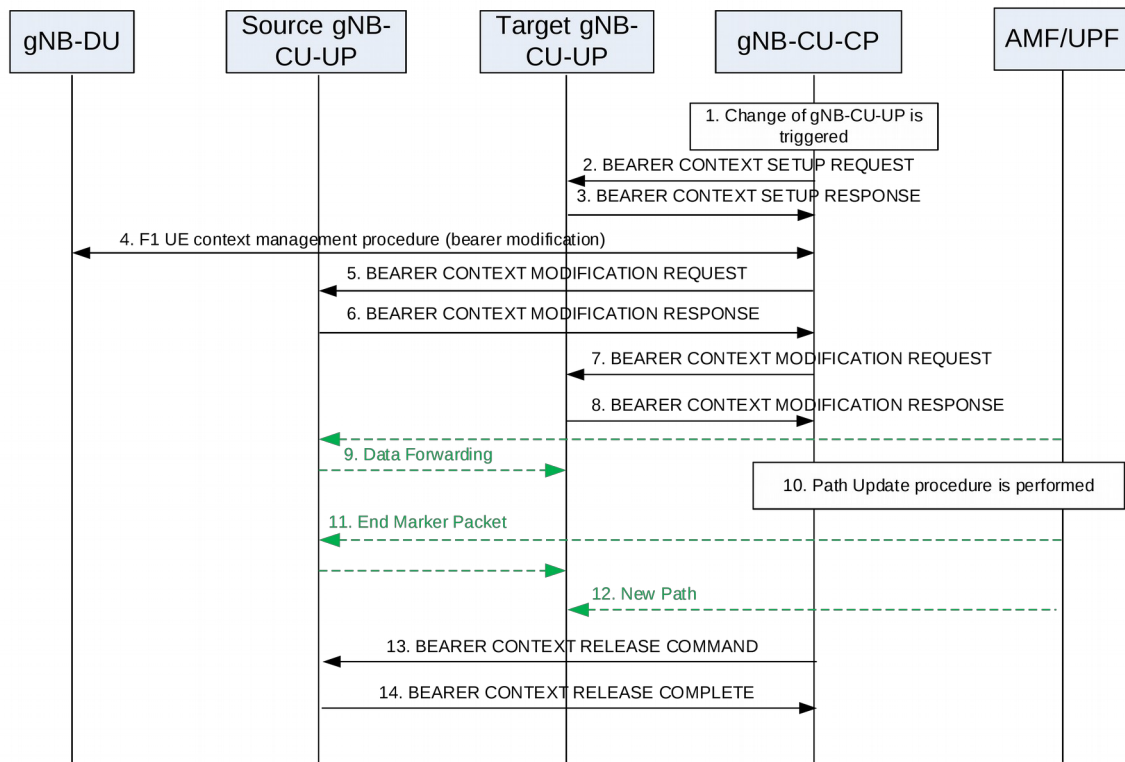 gNB-DU
Source gNB-
CU-UP
Target gNB-
CU-UP
gNB-CU-CP
AMF/UPF
1. Change of gNB-CU-UP is
triggered
2. BEARER CONTEXT SETUP REQUEST
3. BEARER CONTEXT SETUP RESPONSE
4. F1 UE context management procedure (bearer modification)
5. BEARER CONTEXT MODIFICATION REQUEST
6. BEARER CONTEXT MODIFICATION RESPONSE
7. BEARER CONTEXT MODIFICATION REQUEST
8. BEARER CONTEXT MODIFICATION RESPONSE
9. Data Forwarding
10. Path Update procedure is performed
11. End Marker Packet
12. New Path
13. BEARER CONTEXT RELEASE COMMAND
14. BEARER CONTEXT RELEASE COMPLETE